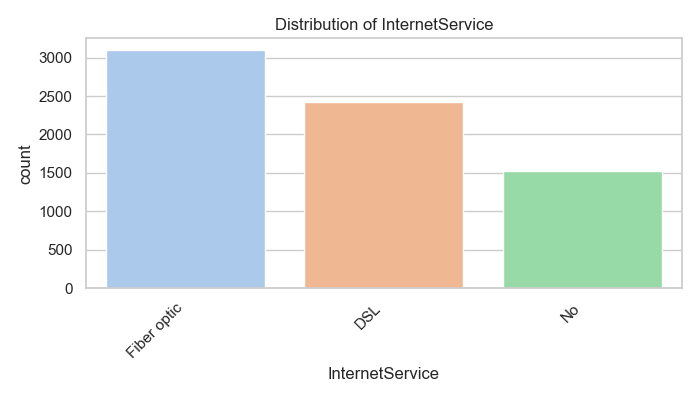 Distribution of InternetService
count
3000
2500
2000
1500
1000
500
0
Fiber optic
DSL
No
InternetService